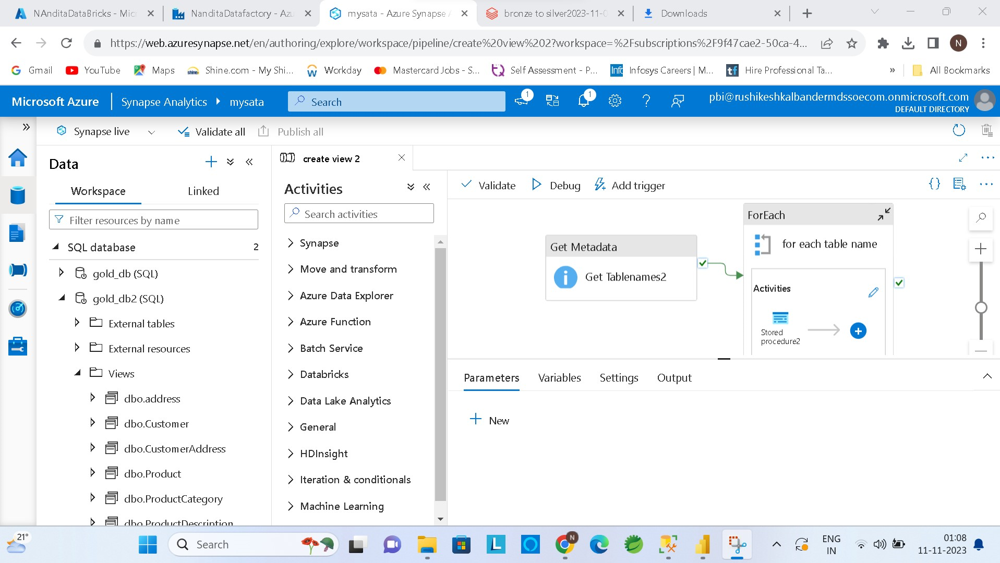 NAnditaDataBricks - Mic
NanditaDatafactory - Azu
mysata - Azure Synapse A
bronze to silver2023-11-0
Downloads
https://web.azuresynapse.net/en/authoring/explore/workspace/pipeline/create%20view%202?workspace=%2Fsubscriptions%2F9f47cae2-50ca-4...
N
Gmail
YouTube
Maps
Shine.com - My Shi...
Workday
Mastercard Jobs - S...
Self Assessment - P...
Infosys Careers | M...
Hire Professional Ta...
»
All Bookmarks
Microsoft Azure
Synapse Analytics
mysata
Search
1
1
pbi@rushikeshkalbandermdssoecom.onmicrosoft.com
DEFAULT DIRECTORY
Synapse live
Validate all
Publish all
Data
Workspace
Linked
Filter resources by name
SQL database
2
gold_db (SQL)
gold_db2 (SQL)
External tables
External resources
Views
dbo.address
dbo.Customer
dbo.CustomerAddress
dbo.Product
dbo.ProductCategory
dbo.ProductDescription
create view 2
Activities
Search activities
Synapse
Move and transform
Azure Data Explorer
Azure Function
Batch Service
Databricks
Data Lake Analytics
General
HDInsight
Iteration & conditionals
Machine Learning
Validate
Debug
Add trigger
{}
Get Metadata
Get Tablenames2
ForEach
for each table name
Activities
Stored
procedure2
Parameters
Variables
Settings
Output
New
21°
Search
L
N
ENG
IN
01:08
11-11-2023